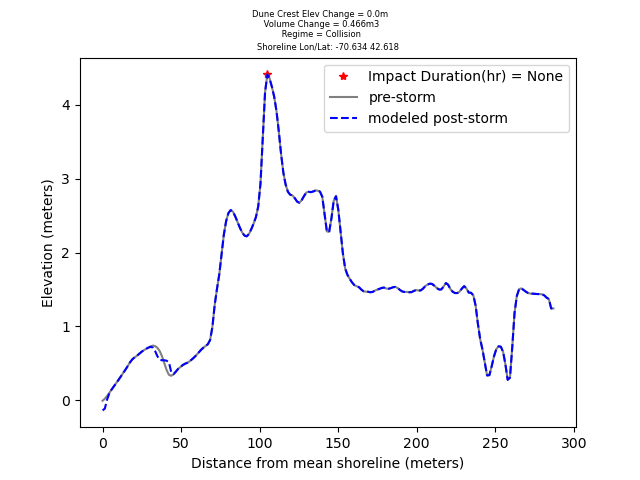 Dune Crest Elev Change = 0.0m
Volume Change = 0.466m3
Regime = Collision
Shoreline Lon/Lat: -70.634 42.618
Impact Duration(hr) = None
pre-storm
modeled post-storm
Elevation (meters)
4
3
2
1
0
0 50 100 150 200 250 300
Distance from mean shoreline (meters)